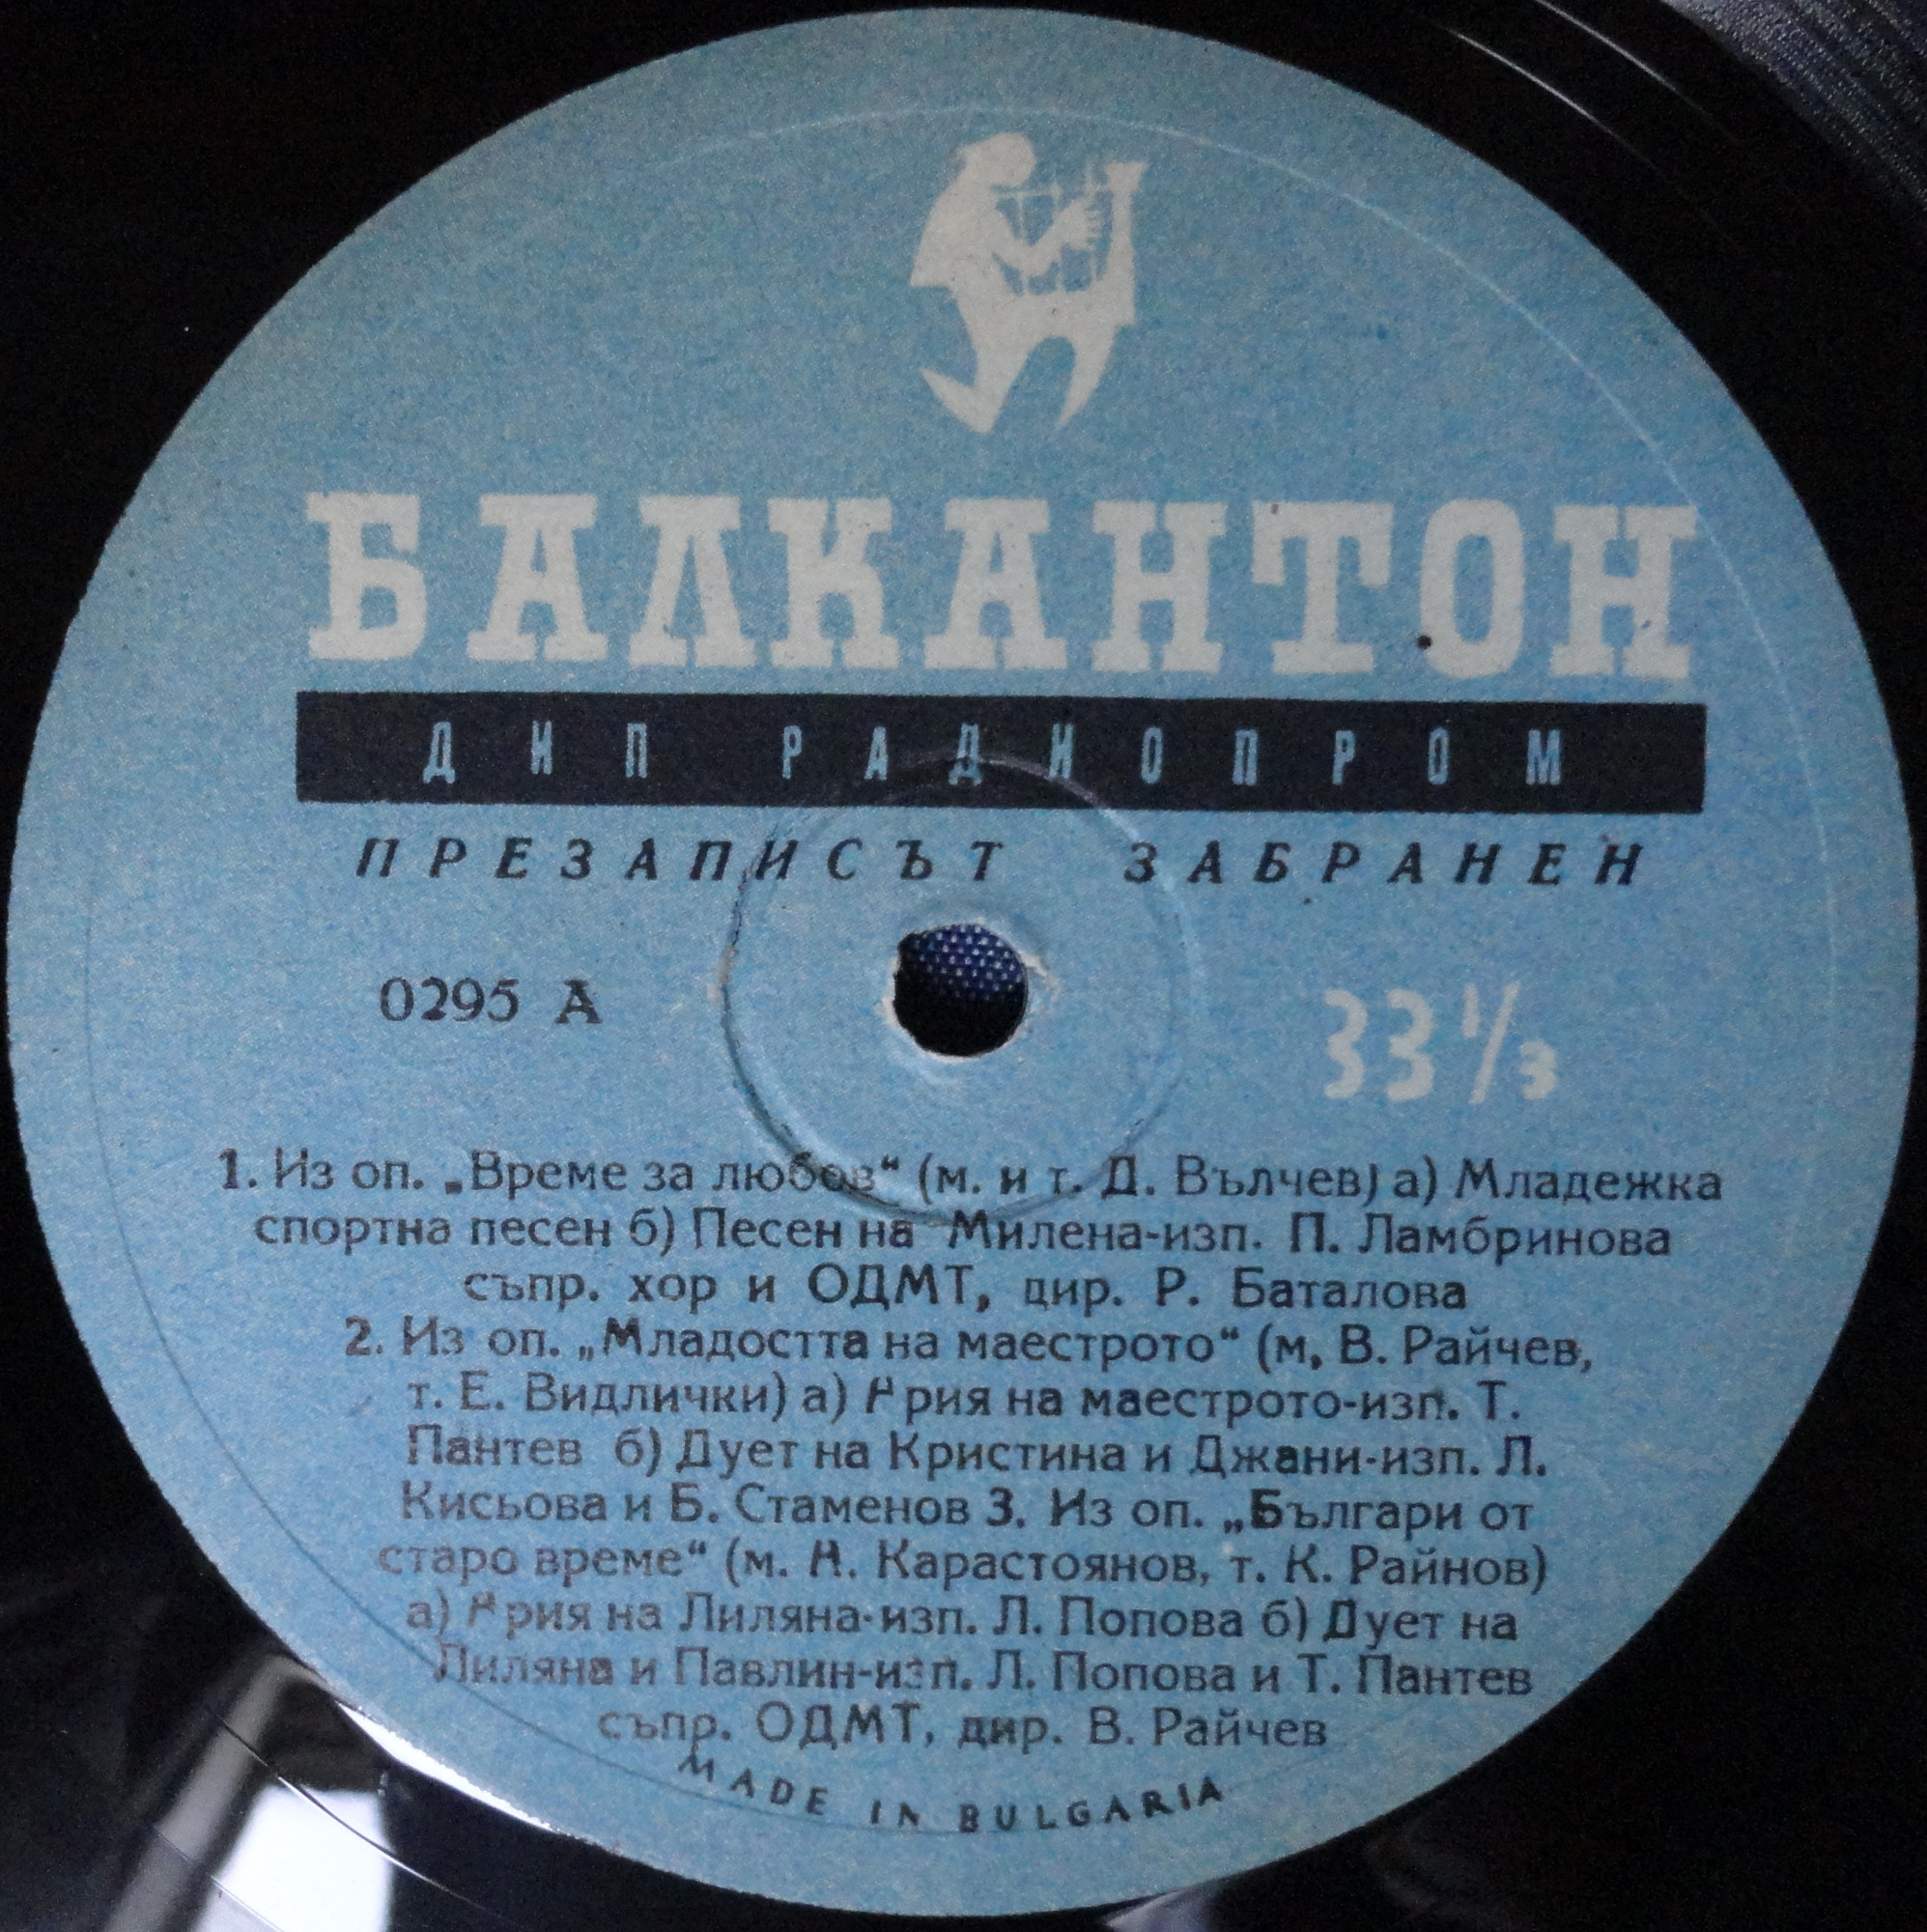 БАЛКАНТОН
ДИП РАДИОПРОМ
ПРЕЗАПИСЪТ ЗАБРАНЕН
0295 А
33 1/3
1. Из оп. „Време за любов“ (м. и т. Д. Вълчев) а) Младежка
спортна песен б) Песен на Милена-изп. П. Ламбринова
съпр. хор и ОДМТ, дир. Р. Баталова
2. Из оп. „Младостта на маестрото“ (м, В. Райчев,
т. Е. Видлички) а) Ария на маестрото-изп. Т.
Пантев б) Дует на Кристина и Джани-изп. Л.
Кисьова и Б. Стаменов 3. Из оп. „Българи от
старо време“ (м. А. Карастоянов, т. К. Райнов)
а) Ария на Лиляна-изп. Л. Попова б) Дует на
Лиляна и Павлин-изп. Л. Попова и Т. Пантев
съпр. ОДМТ, дир. В. Райчев
MADE IN BULGARIA